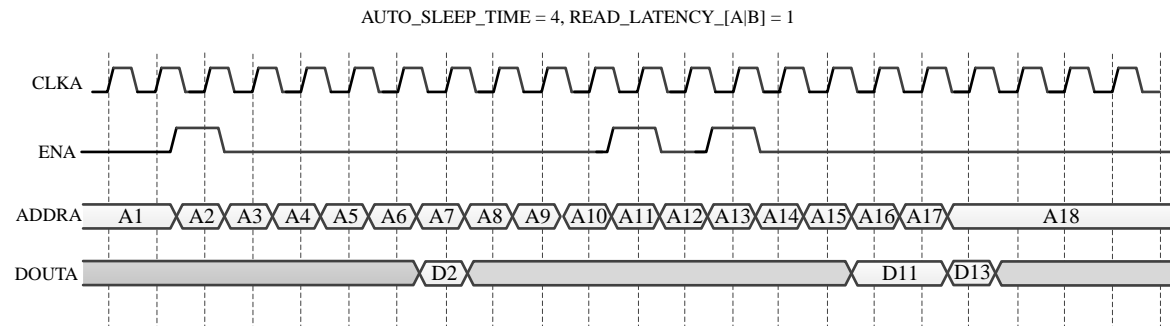 AUTO_SLEEP_TIME = 4, READ_LATENCY_[A|B] = 1
CLKA
ENA
ADDRA A1 A2 A3 A4 A5 A6 A7 A8 A9 A10 A11 A12 A13 A14 A15 A16 A17 A18
DOUTA D2 D11 D13